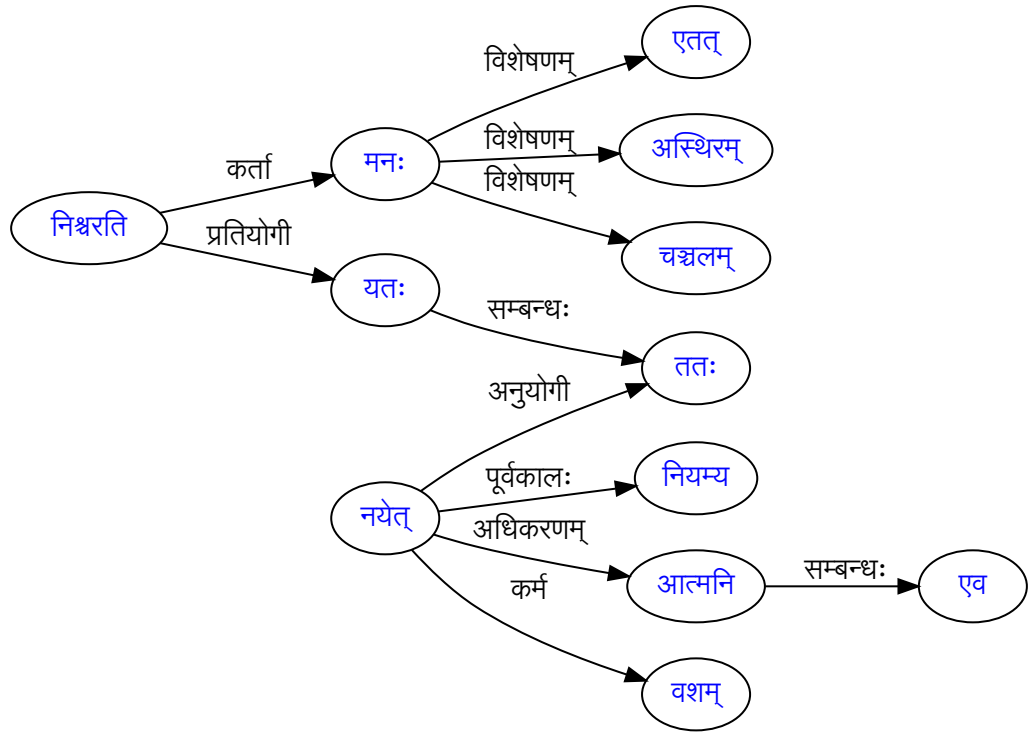 एतत्
विशेषणम्
विशेषणम्
अस्थिरम्
मनः
कर्ता
विशेषणम्
निश्चरति
प्रतियोगी
चञ्चलम्
यतः
सम्बन्धः
ततः
अनुयोगी
पूर्वकालः
नियम्य
नयेत्
अधिकरणम्
आत्मनि
सम्बन्धः
एव
कर्म
वशम्